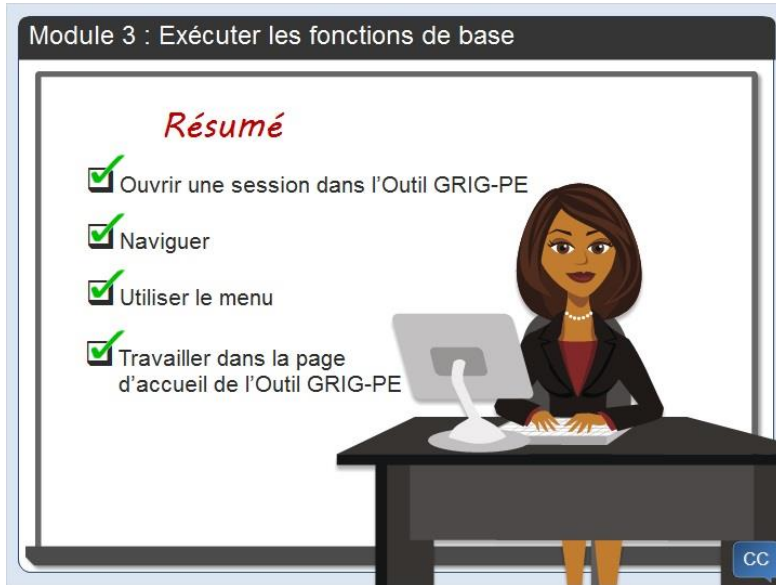 Module 3 : Exécuter les fonctions de base
Résumé
Ouvrir une session dans l'Outil GRIG-PE
Naviguer
Utiliser le menu
Travailler dans la page
d'accueil de l'Outil GRIG-PE
CC